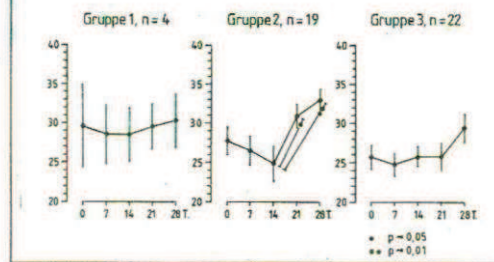 Gruppe 1, n = 4
Gruppe 2, n = 19
Gruppe 3, n = 22
40
35
30
25
20
0 7 14 21 28 T.
40
35
30
25
20
0 7 14 21 28 T.
40
35
30
25
20
0 7 14 21 28 T.
* p → 0,05
** p → 0,01